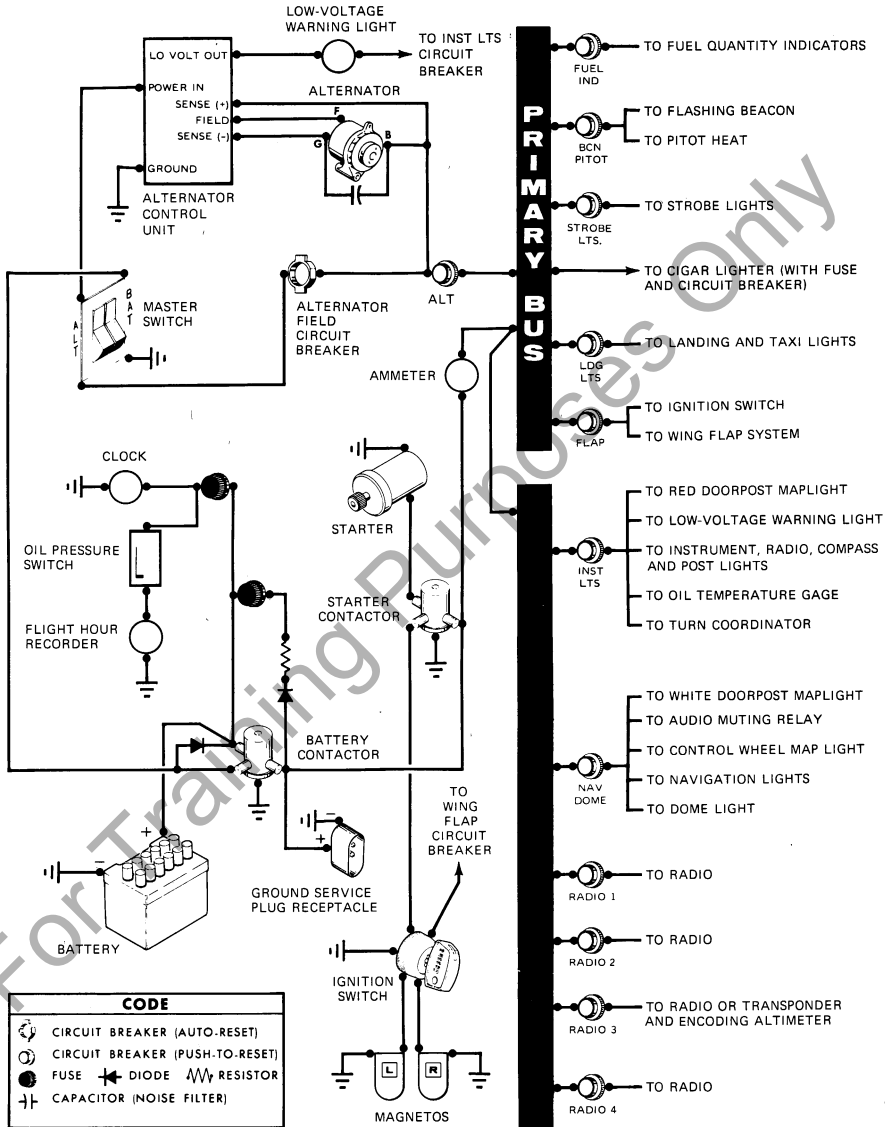 LOW-VOLTAGE
WARNING LIGHT
TO INST LTS
CIRCUIT
BREAKER
LO VOLT OUT
POWER IN
SENSE (+)
FIELD
SENSE (-)
GROUND
ALTERNATOR
CONTROL
UNIT
ALTERNATOR
F
G
B
MASTER
SWITCH
BAT
ALT
ALTERNATOR
FIELD
CIRCUIT
BREAKER
ALT
AMMETER
CLOCK
OIL PRESSURE
SWITCH
FLIGHT HOUR
RECORDER
STARTER
STARTER
CONTACTOR
BATTERY
CONTACTOR
+
-
BATTERY
-
+
GROUND SERVICE
PLUG RECEPTACLE
TO
WING
FLAP
CIRCUIT
BREAKER
IGNITION
SWITCH
L
R
MAGNETOS
PRIMARY BUS
FUEL
IND
TO FUEL QUANTITY INDICATORS
BCN
PITOT
TO FLASHING BEACON
TO PITOT HEAT
STROBE
LTS.
TO STROBE LIGHTS
TO CIGAR LIGHTER (WITH FUSE
AND CIRCUIT BREAKER)
LDG
LTS
TO LANDING AND TAXI LIGHTS
FLAP
TO IGNITION SWITCH
TO WING FLAP SYSTEM
INST
LTS
TO RED DOORPOST MAPLIGHT
TO LOW-VOLTAGE WARNING LIGHT
TO INSTRUMENT, RADIO, COMPASS
AND POST LIGHTS
TO OIL TEMPERATURE GAGE
TO TURN COORDINATOR
NAV
DOME
TO WHITE DOORPOST MAPLIGHT
TO AUDIO MUTING RELAY
TO CONTROL WHEEL MAP LIGHT
TO NAVIGATION LIGHTS
TO DOME LIGHT
RADIO 1
TO RADIO
RADIO 2
TO RADIO
RADIO 3
TO RADIO OR TRANSPONDER
AND ENCODING ALTIMETER
RADIO 4
TO RADIO
CODE
CIRCUIT BREAKER (AUTO-RESET)
CIRCUIT BREAKER (PUSH-TO-RESET)
FUSE DIODE RESISTOR
CAPACITOR (NOISE FILTER)
For Training Purposes Only